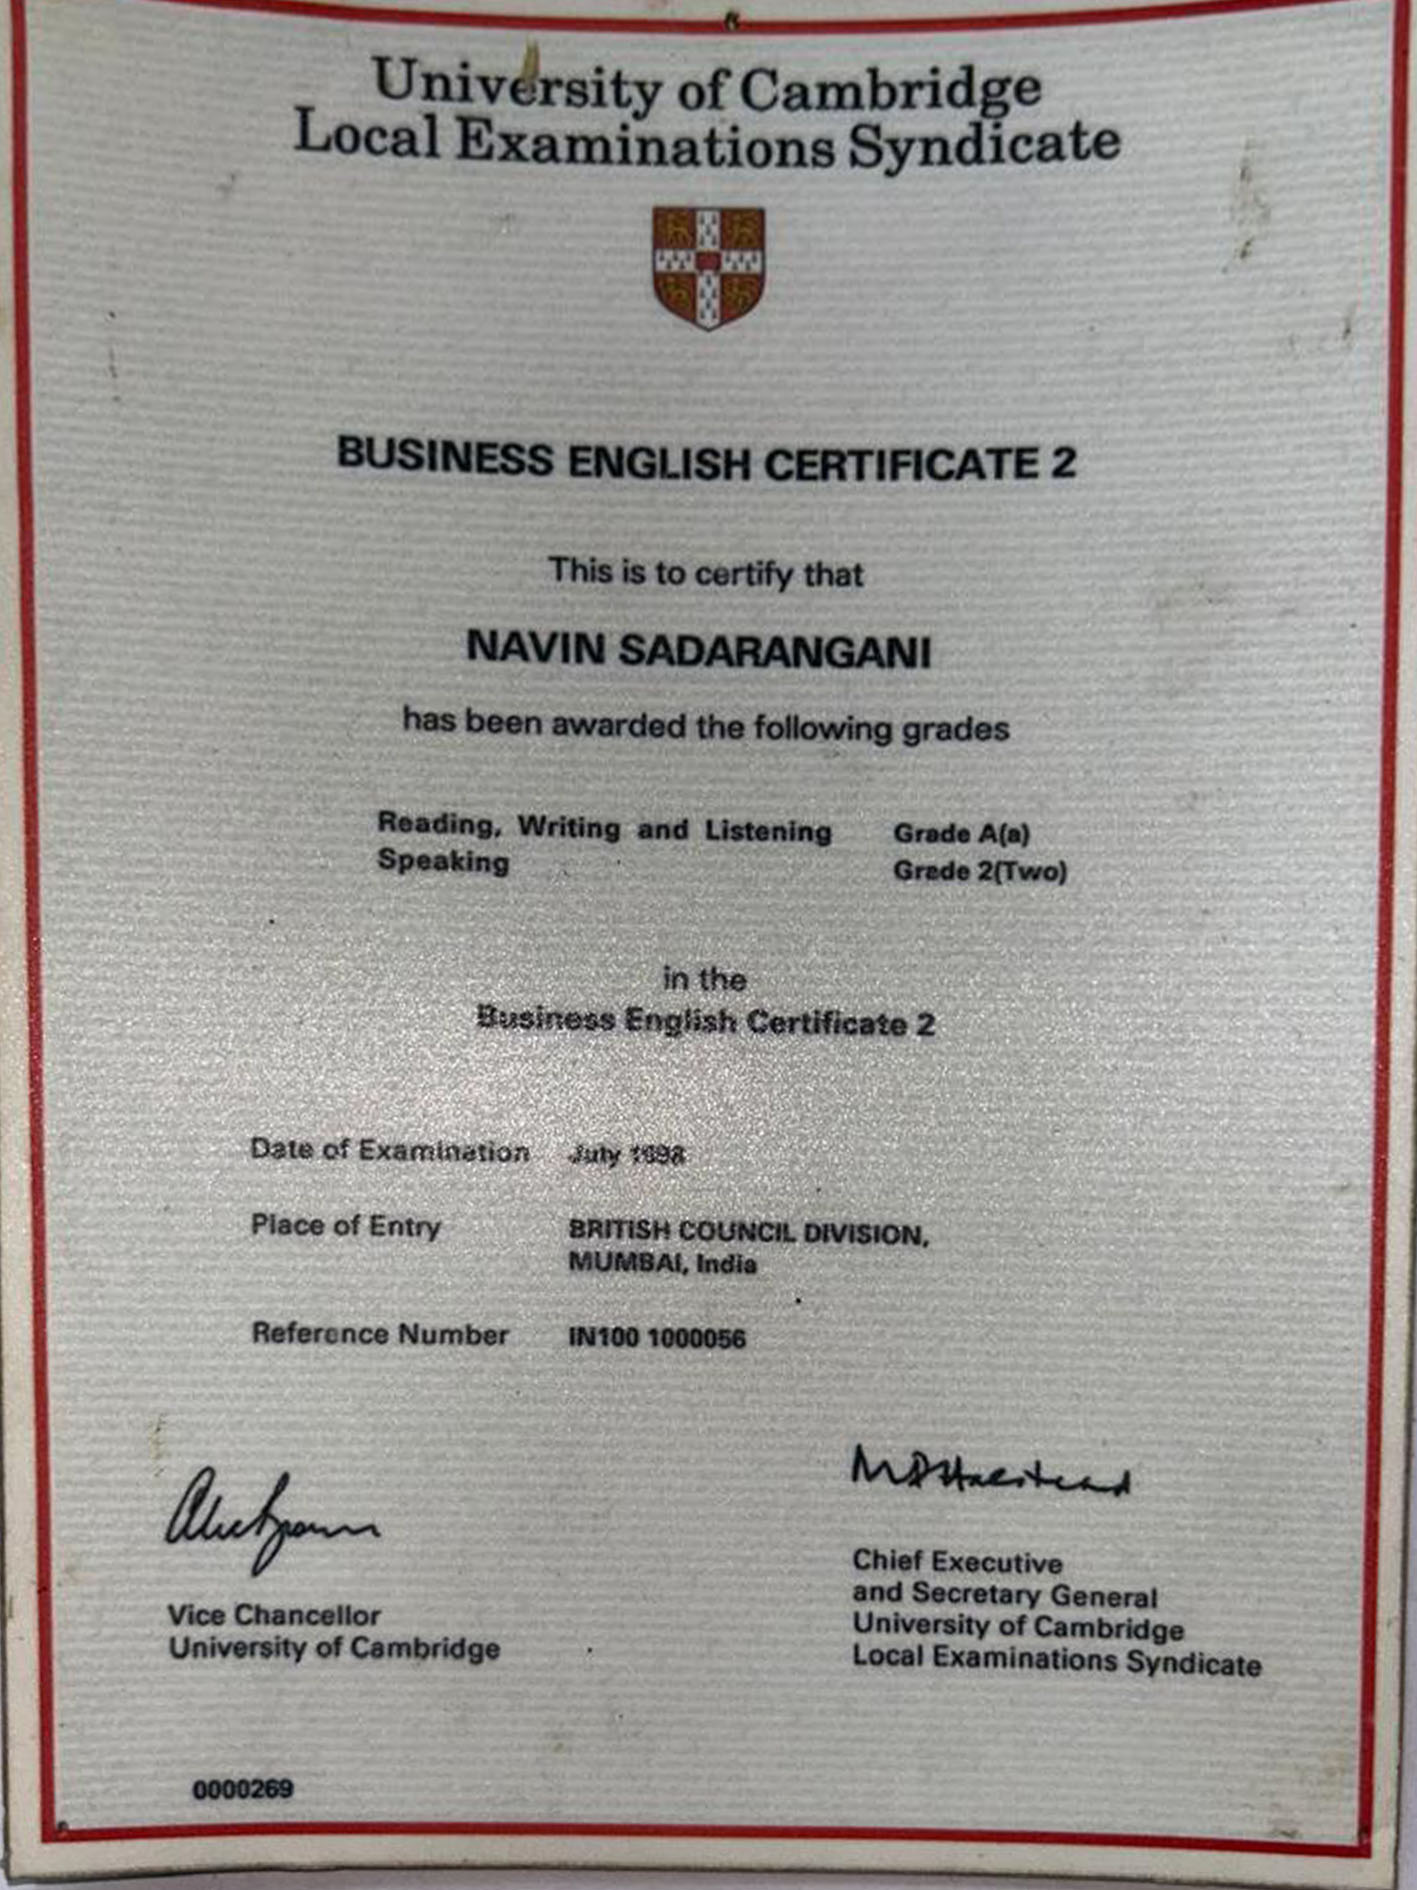 University of Cambridge
Local Examinations Syndicate
BUSINESS ENGLISH CERTIFICATE 2
This is to certify that
NAVIN SADARANGANI
has been awarded the following grades
Reading, Writing and Listening Grade A(a)
Speaking Grade 2(Two)
in the
Business English Certificate 2
Date of Examination July 1998
Place of Entry BRITISH COUNCIL DIVISION,
MUMBAI, India
Reference Number IN100 1000056
Vice Chancellor
University of Cambridge
Chief Executive
and Secretary General
University of Cambridge
Local Examinations Syndicate
0000269